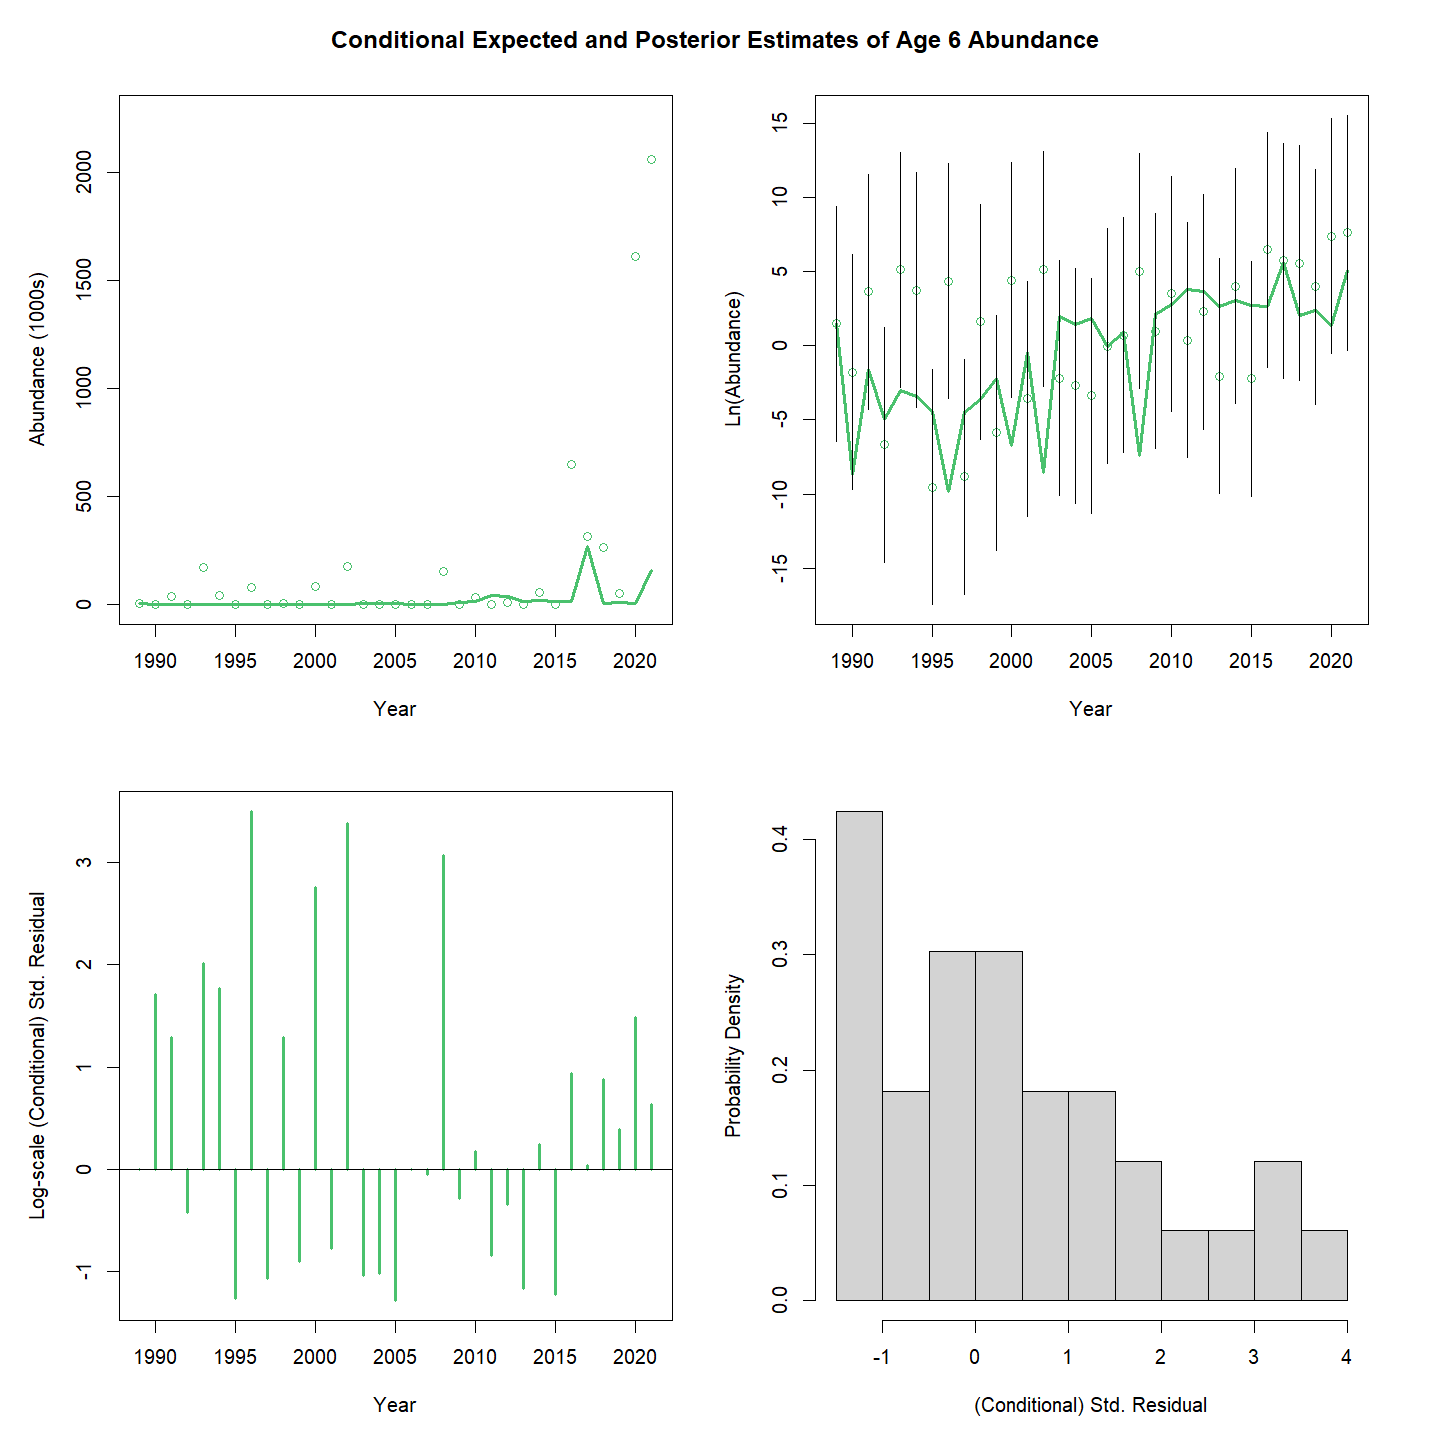 Conditional Expected and Posterior Estimates of Age 6 Abundance
Abundance (1000s)
2000
1500
1000
500
0
1990 1995 2000 2005 2010 2015 2020
Year
Ln(Abundance)
15
10
5
0
-5
-10
-15
1990 1995 2000 2005 2010 2015 2020
Year
Log-scale (Conditional) Std. Residual
3
2
1
0
-1
1990 1995 2000 2005 2010 2015 2020
Year
Probability Density
0.4
0.3
0.2
0.1
0.0
-1 0 1 2 3 4
(Conditional) Std. Residual